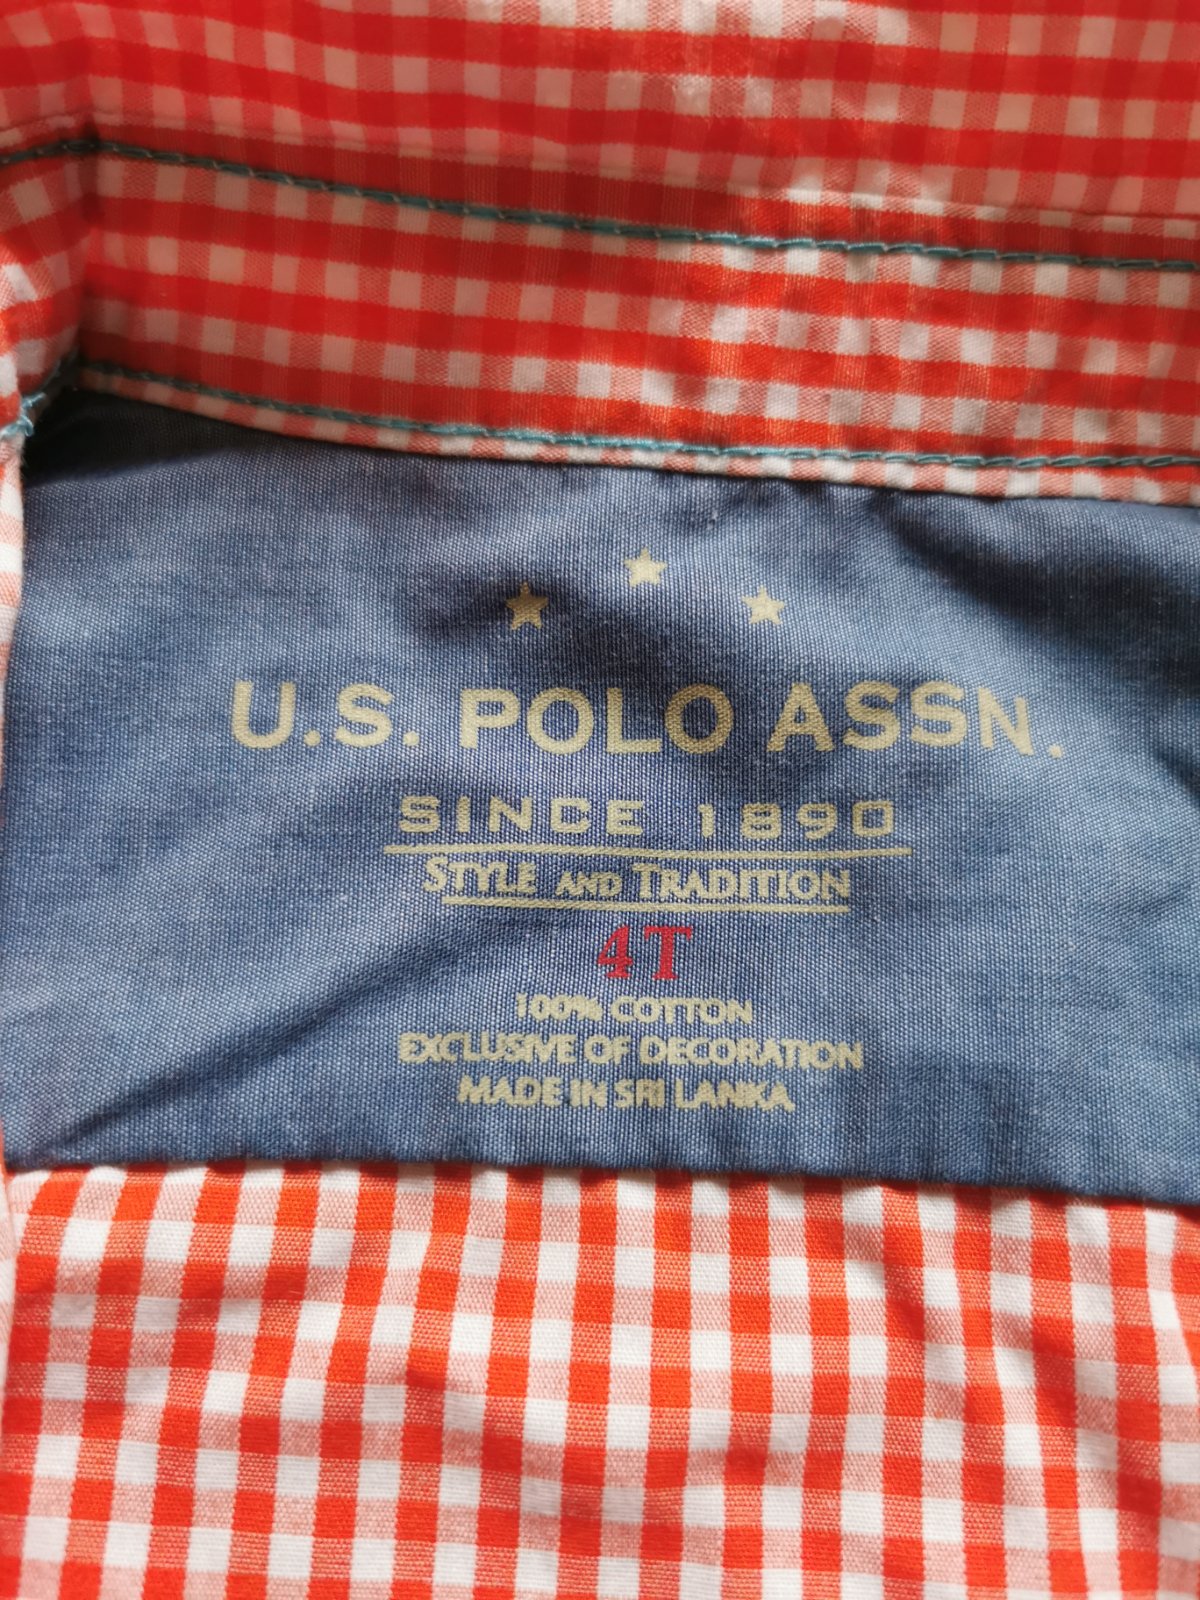 U.S. POLO ASSN.
SINCE 1890
STYLE AND TRADITION
4T
100% COTTON
EXCLUSIVE OF DECORATION
MADE IN SRI LANKA